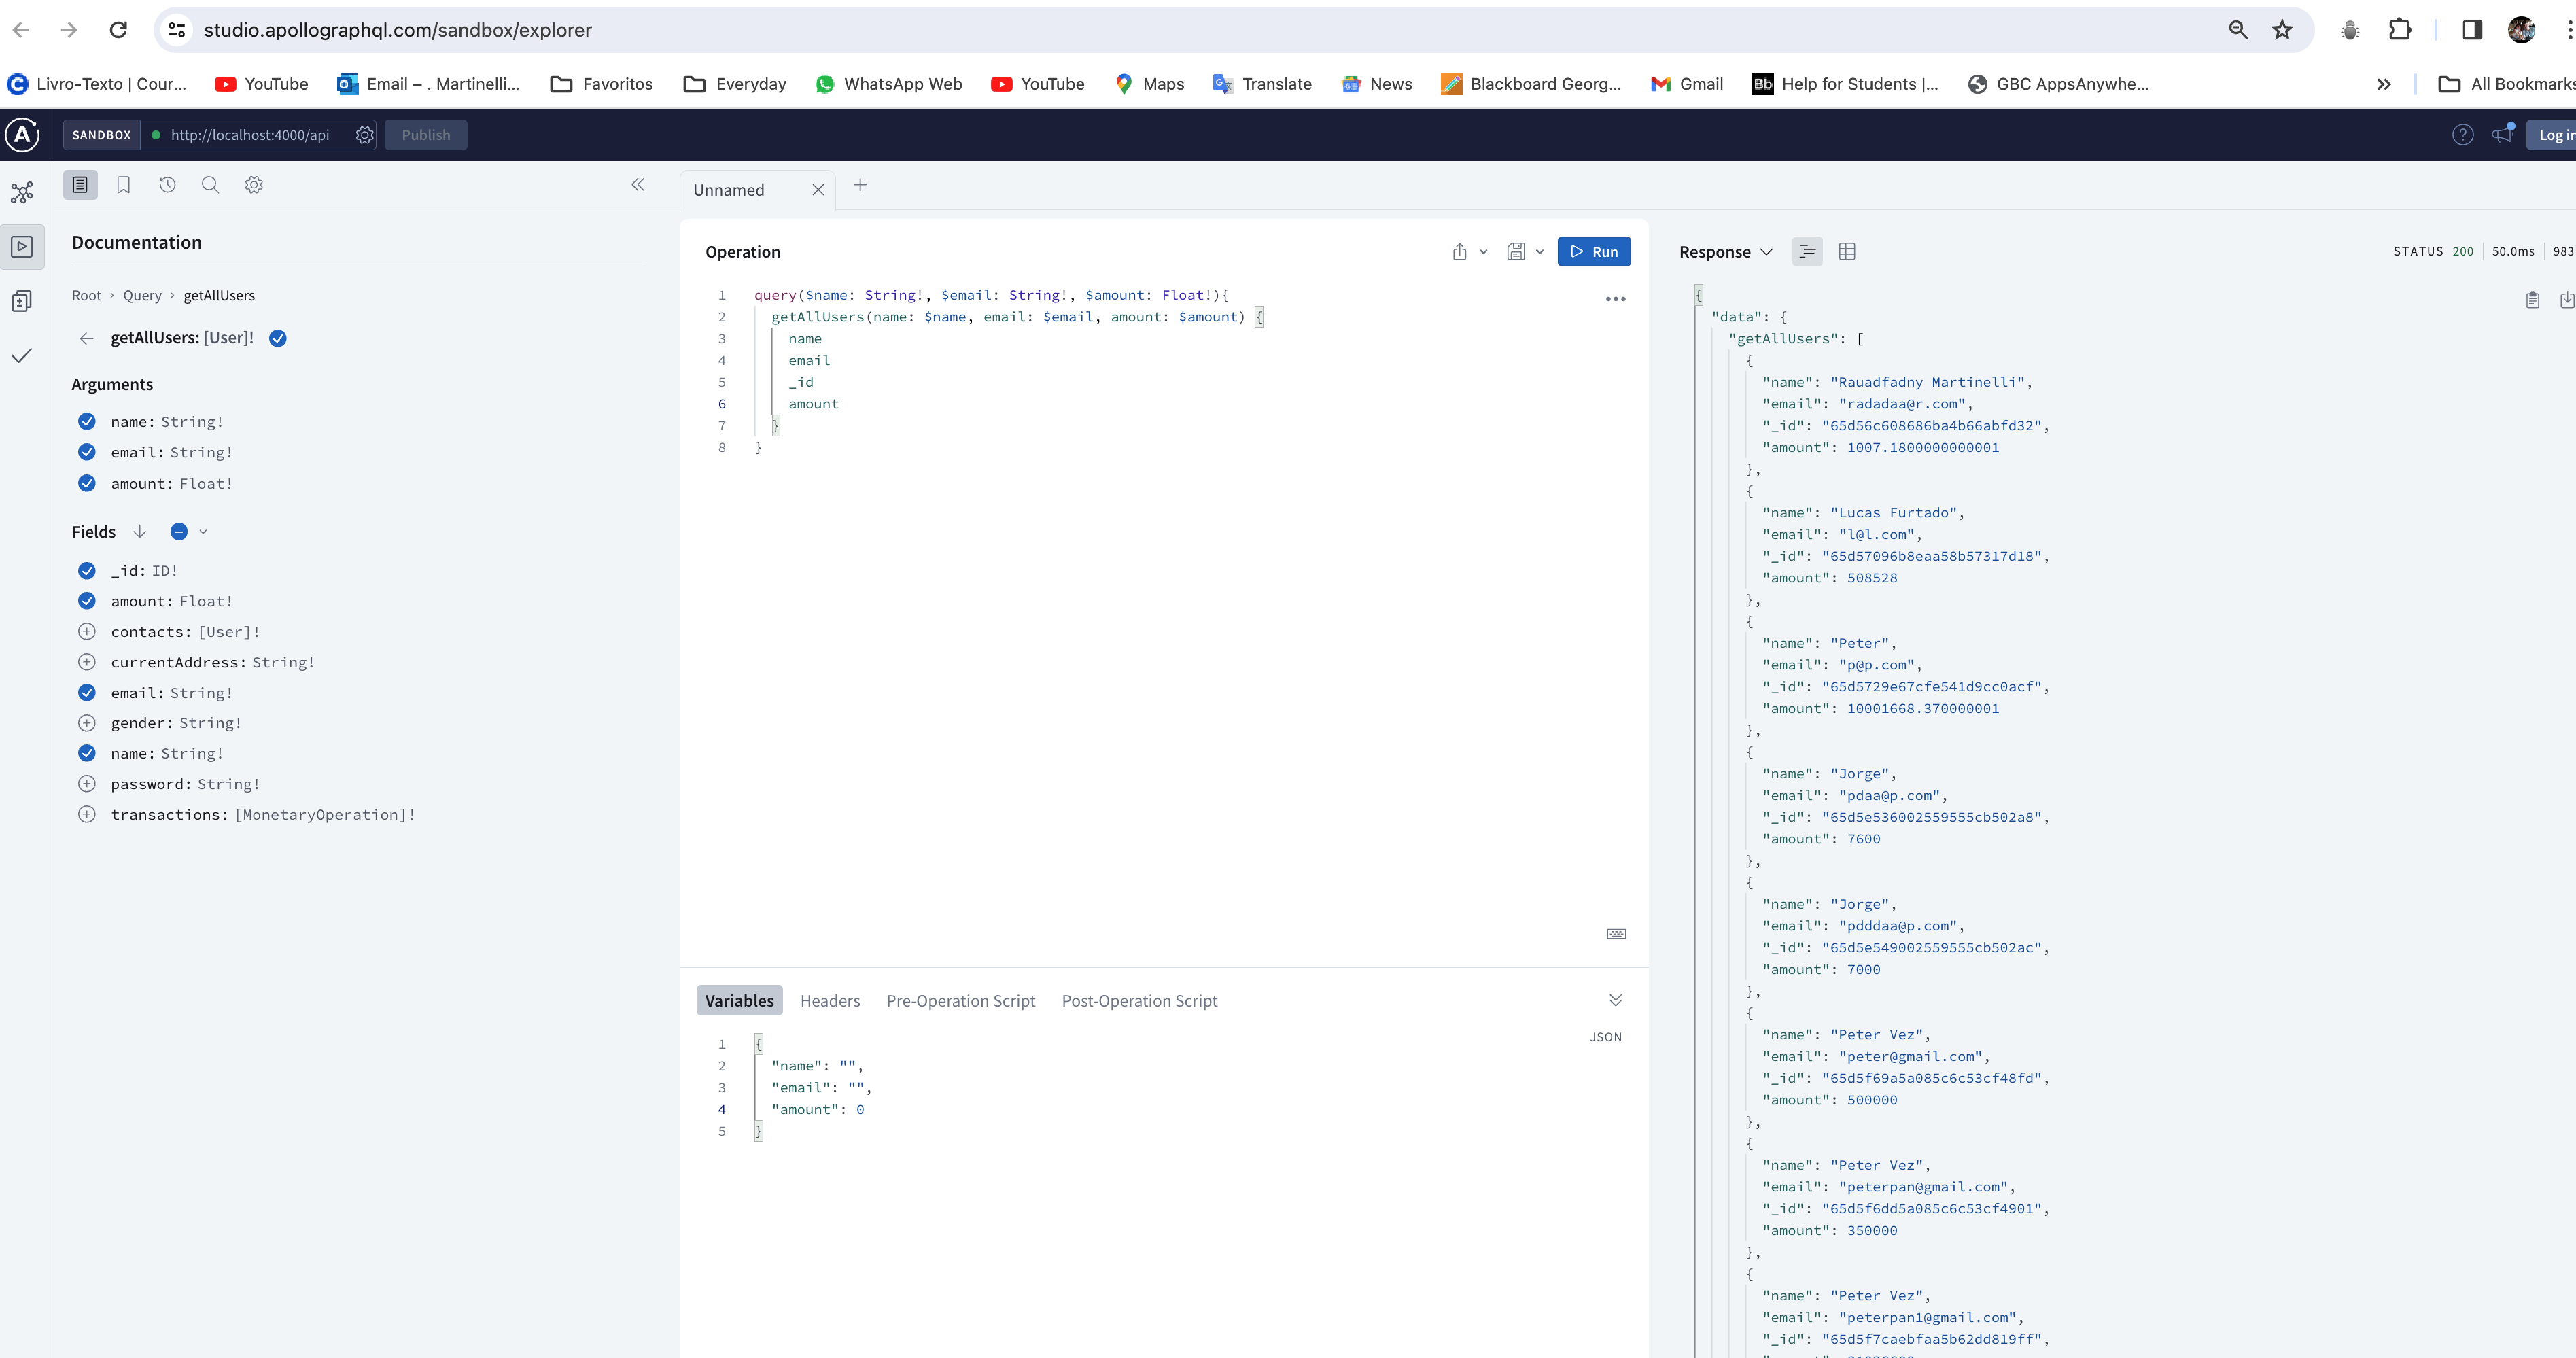 studio.apollographql.com/sandbox/explorer
Livro-Texto | Cour... YouTube Email – . Martinelli... Favoritos Everyday WhatsApp Web YouTube Maps Translate News Blackboard Georg... Gmail Bb Help for Students |... GBC AppsAnywhe... All Bookmarks
SANDBOX http://localhost:4000/api Publish Log in
Unnamed
Documentation
Root › Query › getAllUsers
getAllUsers: [User]!
Arguments
name: String!
email: String!
amount: Float!
Fields
_id: ID!
amount: Float!
contacts: [User]!
currentAddress: String!
email: String!
gender: String!
name: String!
password: String!
transactions: [MonetaryOperation]!
Operation
Run
1 query($name: String!, $email: String!, $amount: Float!){
2 getAllUsers(name: $name, email: $email, amount: $amount) {
3 name
4 email
5 _id
6 amount
7 }
8 }
Variables Headers Pre-Operation Script Post-Operation Script
JSON
1 {
2 "name": "",
3 "email": "",
4 "amount": 0
5 }
Response STATUS 200 50.0ms 983
{
"data": {
"getAllUsers": [
{
"name": "Rauadfadny Martinelli",
"email": "radadaa@r.com",
"_id": "65d56c608686ba4b66abfd32",
"amount": 1007.1800000000001
},
{
"name": "Lucas Furtado",
"email": "l@l.com",
"_id": "65d57096b8eaa58b57317d18",
"amount": 508528
},
{
"name": "Peter",
"email": "p@p.com",
"_id": "65d5729e67cfe541d9cc0acf",
"amount": 10001668.370000001
},
{
"name": "Jorge",
"email": "pdaa@p.com",
"_id": "65d5e536002559555cb502a8",
"amount": 7600
},
{
"name": "Jorge",
"email": "pdddaa@p.com",
"_id": "65d5e549002559555cb502ac",
"amount": 7000
},
{
"name": "Peter Vez",
"email": "peter@gmail.com",
"_id": "65d5f69a5a085c6c53cf48fd",
"amount": 500000
},
{
"name": "Peter Vez",
"email": "peterpan@gmail.com",
"_id": "65d5f6dd5a085c6c53cf4901",
"amount": 350000
},
{
"name": "Peter Vez",
"email": "peterpan1@gmail.com",
"_id": "65d5f7caebfaa5b62dd819ff",